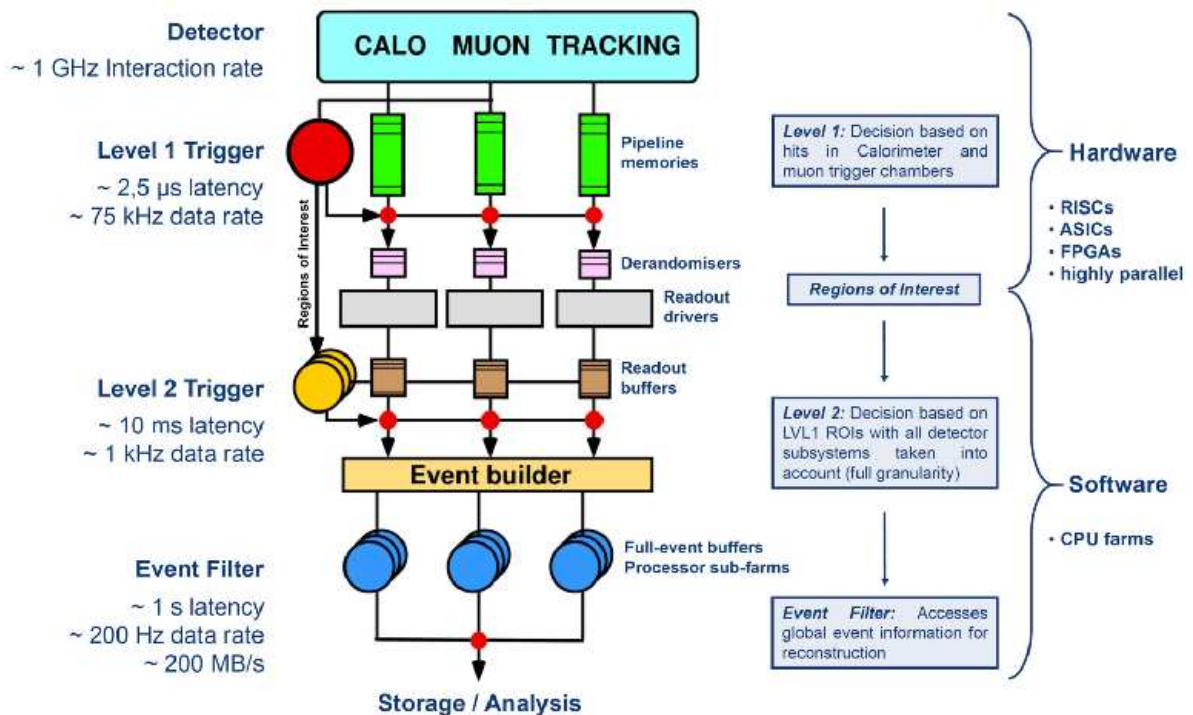 Detector
~ 1 GHz Interaction rate
CALO MUON TRACKING
Level 1 Trigger
~ 2,5 µs latency
~ 75 kHz data rate
Pipeline
memories
Regions of Interest
Derandomisers
Readout
drivers
Level 2 Trigger
~ 10 ms latency
~ 1 kHz data rate
Readout
buffers
Event builder
Event Filter
~ 1 s latency
~ 200 Hz data rate
~ 200 MB/s
Full-event buffers
Processor sub-farms
Storage / Analysis
Level 1: Decision based on
hits in Calorimeter and
muon trigger chambers
Regions of Interest
Level 2: Decision based on
LVL1 ROIs with all detector
subsystems taken into
account (full granularity)
Event Filter: Accesses
global event information for
reconstruction
Hardware
• RISCs
• ASICs
• FPGAs
• highly parallel
Software
• CPU farms